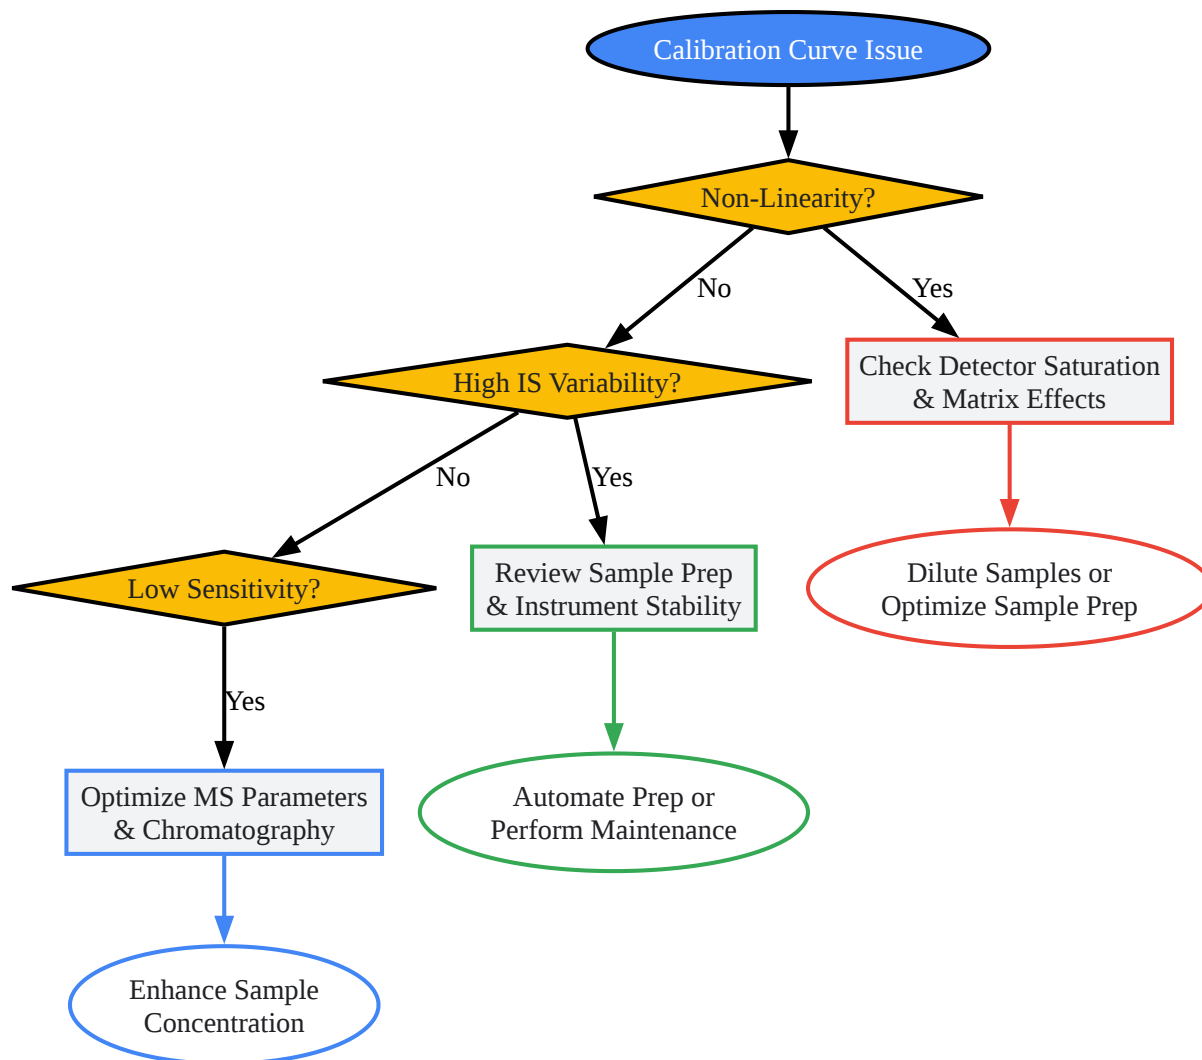 Calibration Curve Issue
Non-Linearity?
No
Yes
High IS Variability?
Check Detector Saturation
& Matrix Effects
No
Yes
Low Sensitivity?
Review Sample Prep
& Instrument Stability
Dilute Samples or
Optimize Sample Prep
Yes
Optimize MS Parameters
& Chromatography
Automate Prep or
Perform Maintenance
Enhance Sample
Concentration